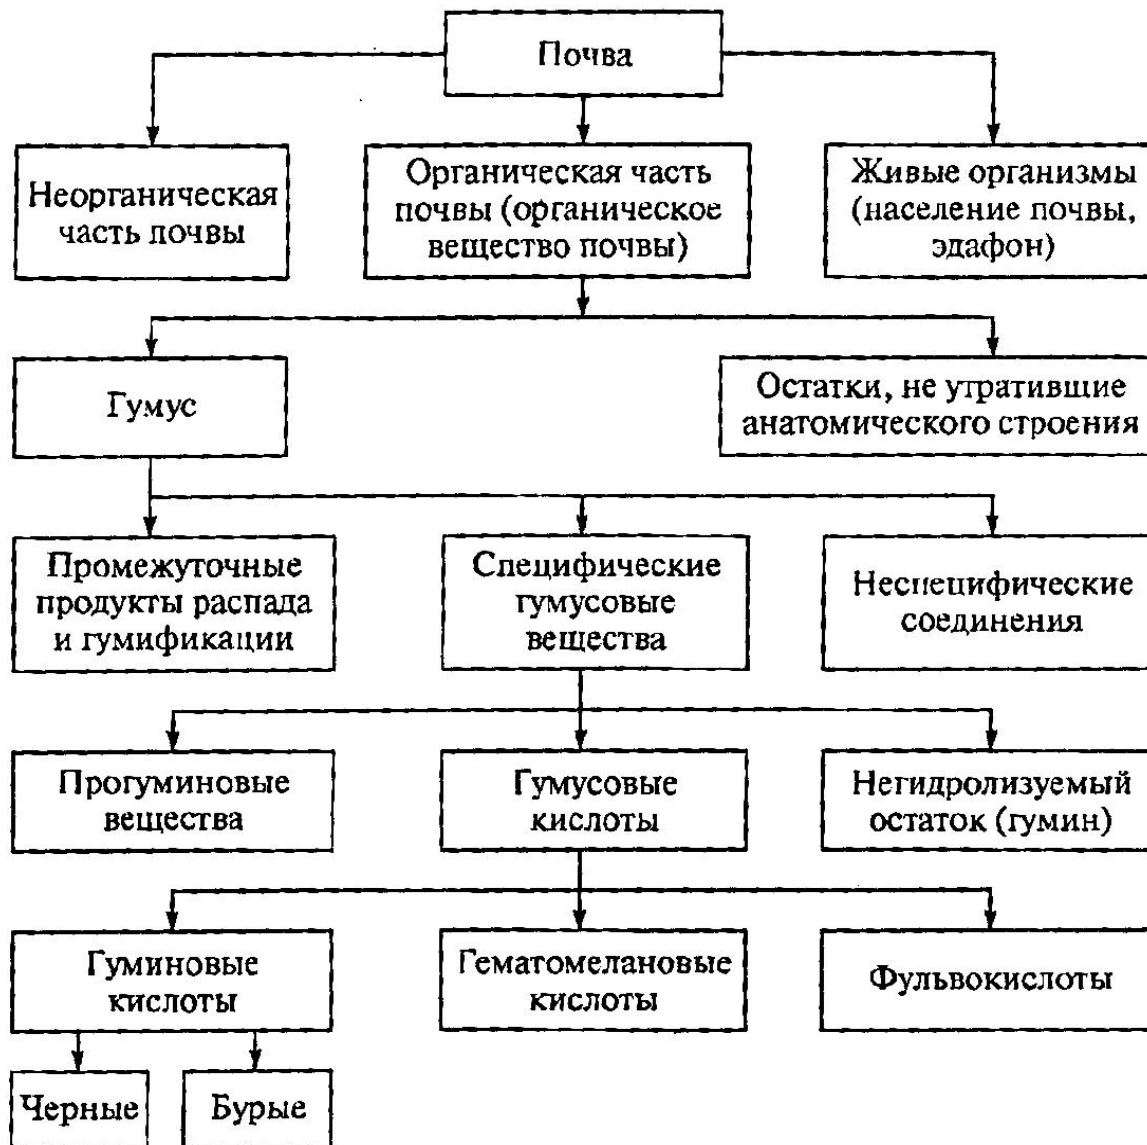 Почва
Неорганическая
часть почвы
Органическая часть
почвы (органическое
вещество почвы)
Живые организмы
(население почвы,
эдафон)
Гумус
Остатки, не утратившие
анатомического строения
Промежуточные
продукты распада
и гумификации
Специфические
гумусовые
вещества
Неспецифические
соединения
Прогуминовые
вещества
Гумусовые
кислоты
Негидролизуемый
остаток (гумин)
Гуминовые
кислоты
Гематомелановые
кислоты
Фульвокислоты
Черные
Бурые